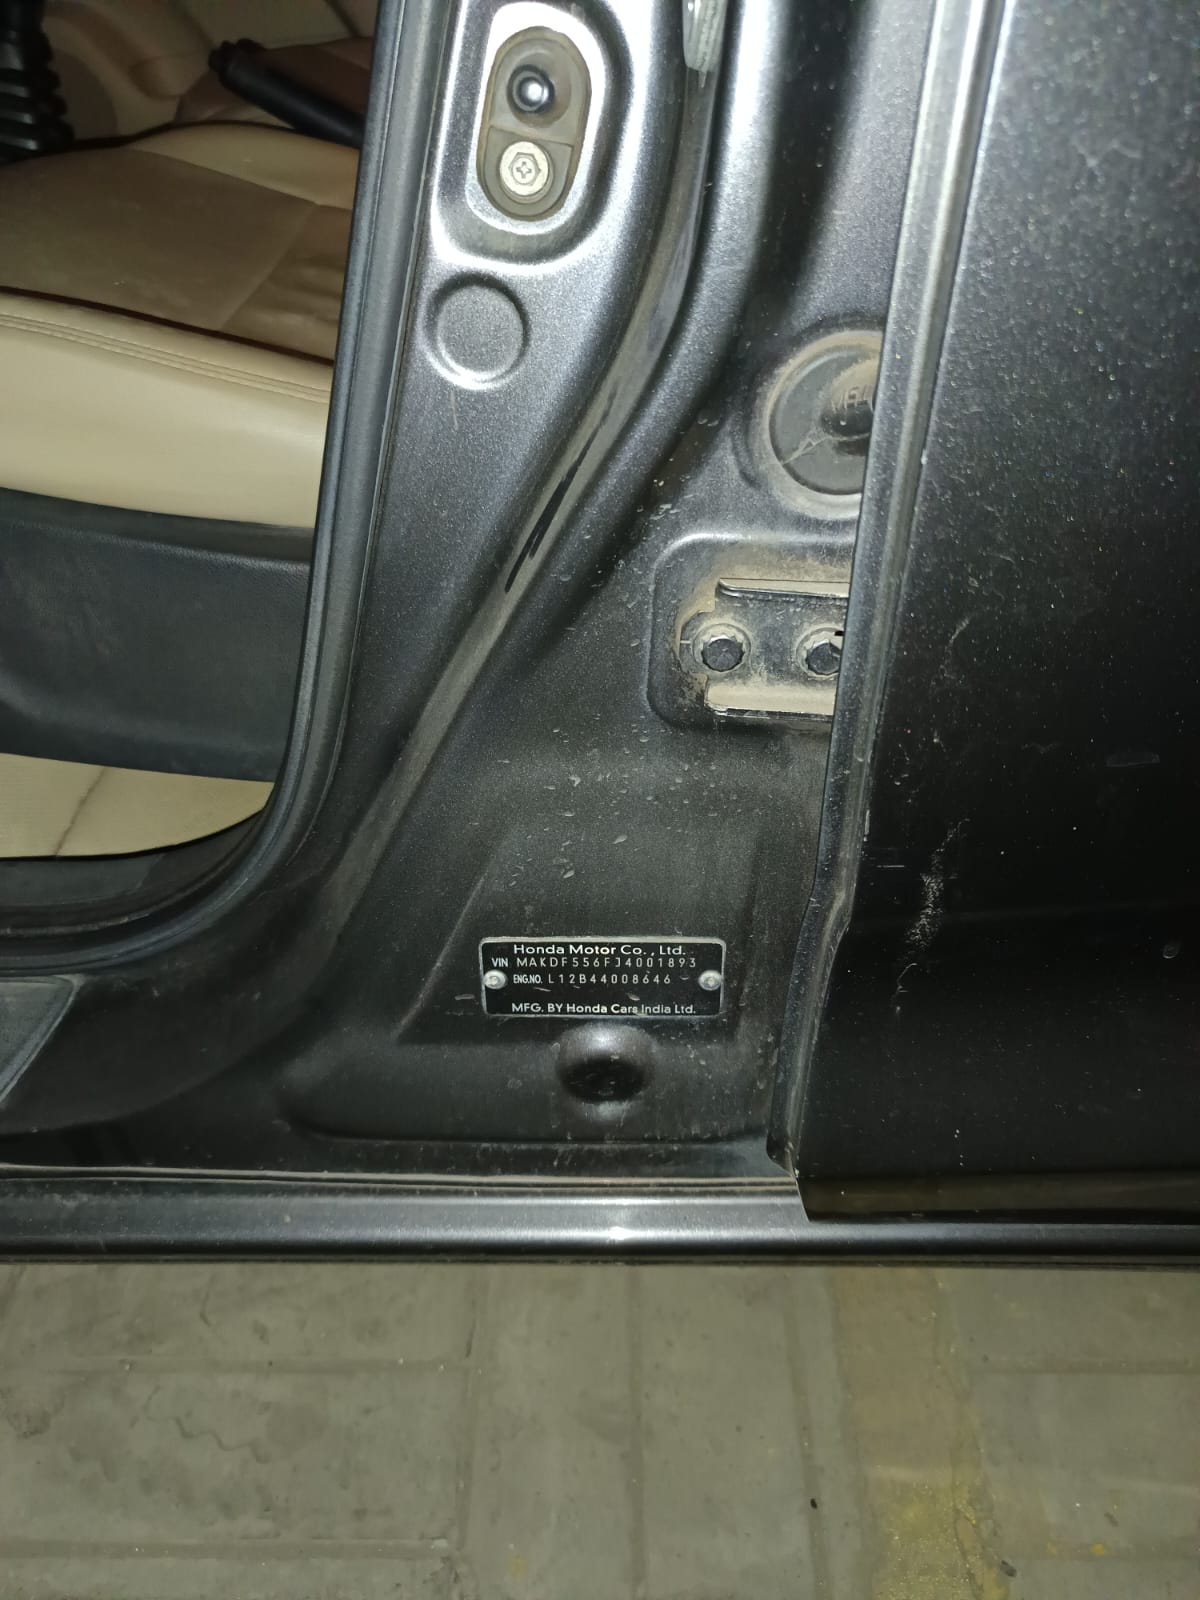 Honda Motor Co., Ltd.
VIN MAKDF556FJ4001893
ENG.NO. L12B44008646
MFG. BY Honda Cars India Ltd.